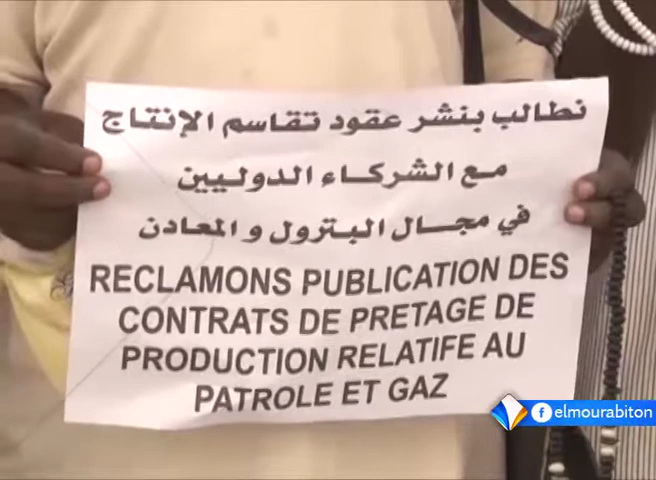 نطالب بنشر عقود تقاسم الإنتاج
مع الشركاء الدوليين
في مجال البترول و المعادن
RECLAMONS PUBLICATION DES
CONTRATS DE PRETAGE DE
PRODUCTION RELATIFE AU
PATROLE ET GAZ
elmourabiton